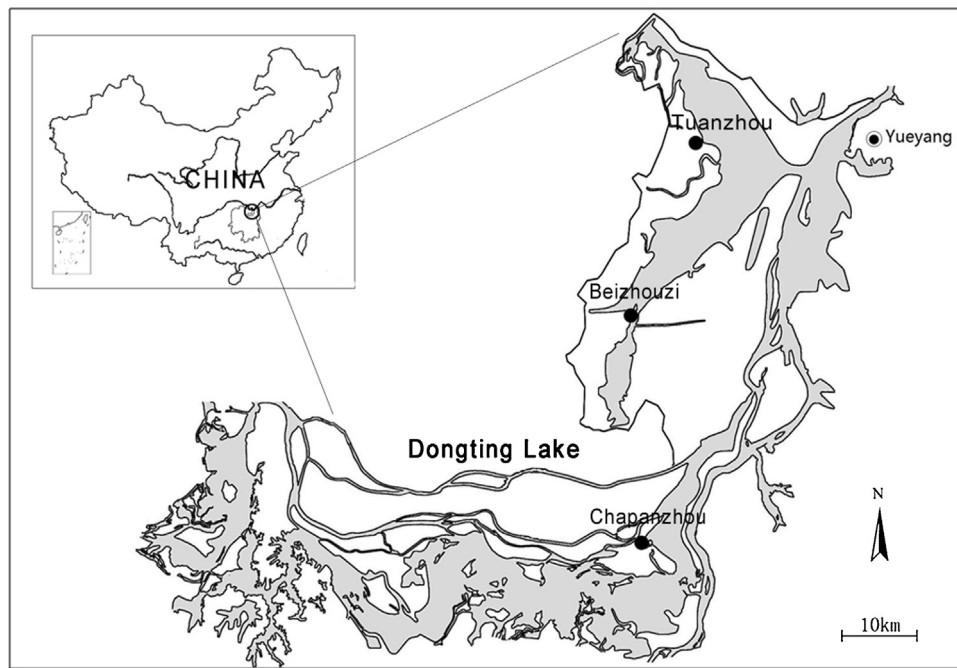 CHINA
Tuanzhou
Yueyang
Beizhouzi
Dongting Lake
Chapanzhou
N
10km